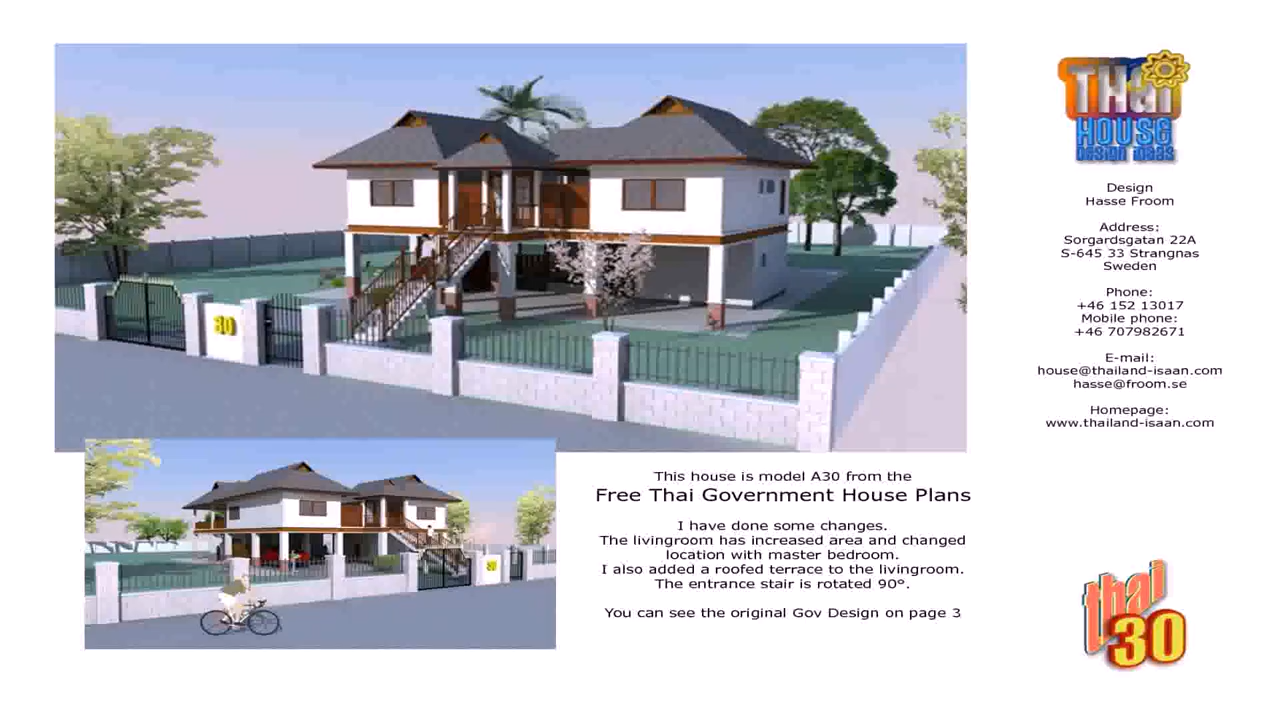 THai
HOUSE
Design ideas
Design
Hasse Froom
Address:
Sorgardsgatan 22A
S-645 33 Strangnas
Sweden
Phone:
+46 152 13017
Mobile phone:
+46 707982671
E-mail:
house@thailand-isaan.com
hasse@froom.se
Homepage:
www.thailand-isaan.com
30
30
This house is model A30 from the
Free Thai Government House Plans
I have done some changes.
The livingroom has increased area and changed
location with master bedroom.
I also added a roofed terrace to the livingroom.
The entrance stair is rotated 90°.
You can see the original Gov Design on page 3
thai
30